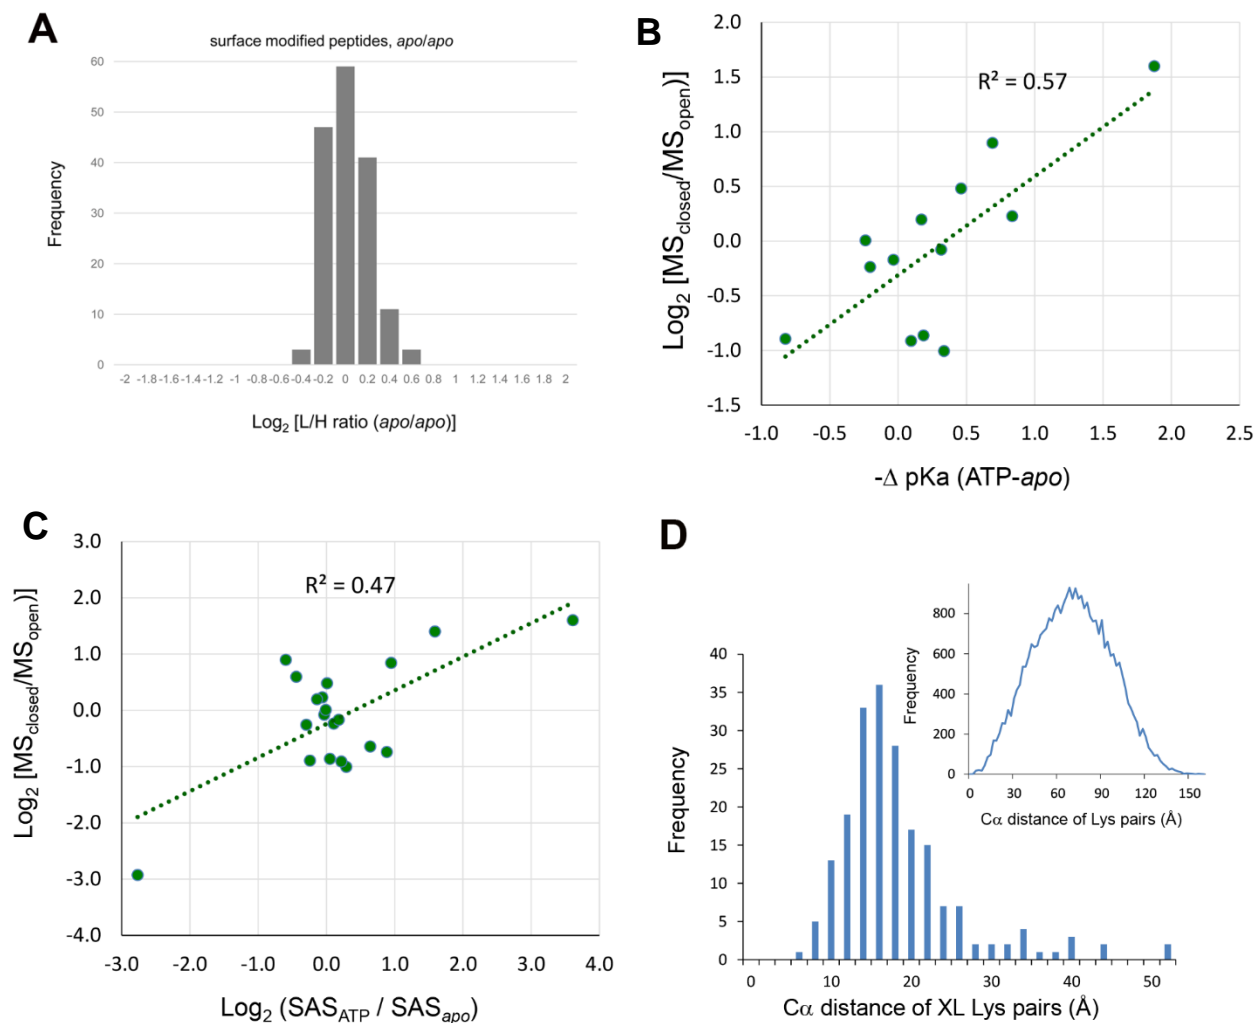 A
surface modified peptides, apo/apo
Frequency
60
50
40
30
20
10
0
-2 -1.8 -1.6 -1.4 -1.2 -1 -0.8 -0.6 -0.4 -0.2 0 0.2 0.4 0.6 0.8 1 1.2 1.4 1.6 1.8 2
Log2 [L/H ratio (apo/apo)]
B
Log2 [MSclosed/MSopen)]
2.0
1.5
1.0
0.5
0.0
-0.5
-1.0
-1.5
R² = 0.57
-1.0 -0.5 0.0 0.5 1.0 1.5 2.0 2.5
-Δ pKa (ATP-apo)
C
Log2 [MSclosed/MSopen)]
3.0
2.0
1.0
0.0
-1.0
-2.0
-3.0
-4.0
R² = 0.47
-3.0 -2.0 -1.0 0.0 1.0 2.0 3.0 4.0
Log2 (SASATP / SASapo)
D
Frequency
40
35
30
25
20
15
10
5
0
0 10 20 30 40 50
Cα distance of XL Lys pairs (Å)
Frequency
800
600
400
200
0
0 30 60 90 120 150
Cα distance of Lys pairs (Å)